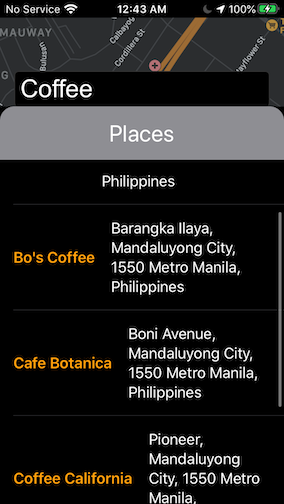 No Service 12:43 AM 100%
MAUWAY
Bulusan
Calbayog
Cordillera St
Mayflower St
Coffee
Places
Philippines
Barangka Ilaya,
Mandaluyong City,
Bo's Coffee
1550 Metro Manila,
Philippines
Boni Avenue,
Mandaluyong City,
Cafe Botanica
1550 Metro Manila,
Philippines
Pioneer,
Mandaluyong
Coffee California
City, 1550
Metro Manila,